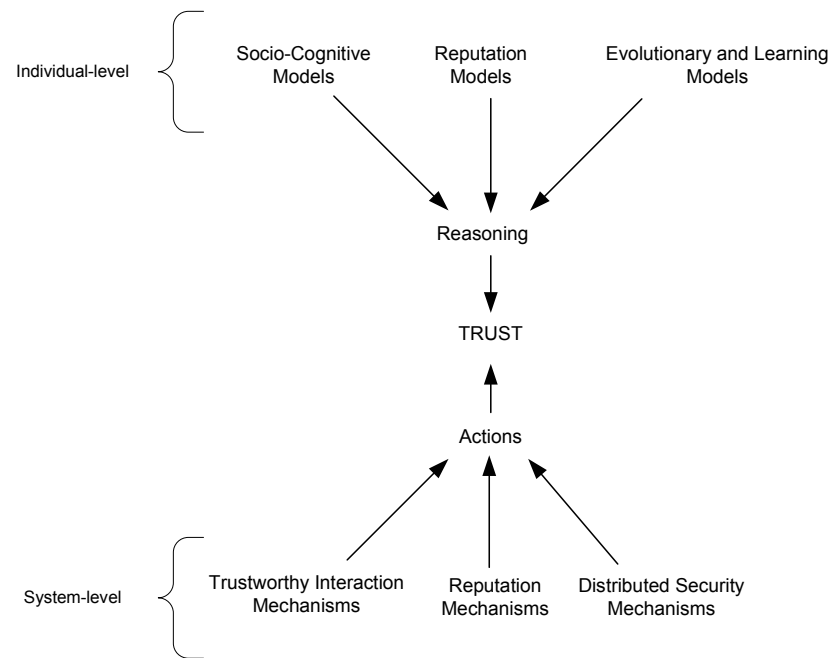 Individual-level
Socio-Cognitive
Models
Reputation
Models
Evolutionary and Learning
Models
Reasoning
TRUST
Actions
System-level
Trustworthy Interaction
Mechanisms
Reputation
Mechanisms
Distributed Security
Mechanisms